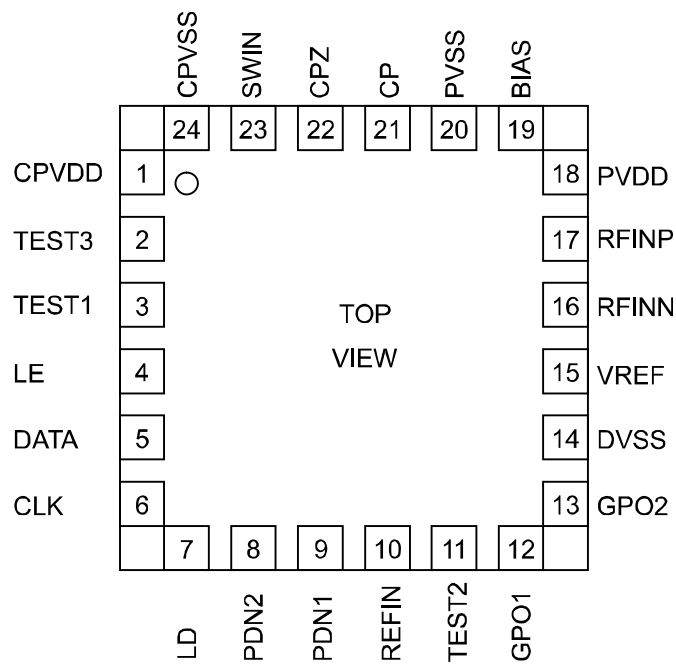 CPVSS
SWIN
CPZ
CP
PVSS
BIAS
24 23 22 21 20 19
CPVDD 1 18 PVDD
TEST3 2 17 RFINP
TEST1 3 TOP 16 RFINN
LE 4 VIEW 15 VREF
DATA 5 14 DVSS
CLK 6 13 GPO2
7 8 9 10 11 12
LD
PDN2
PDN1
REFIN
TEST2
GPO1